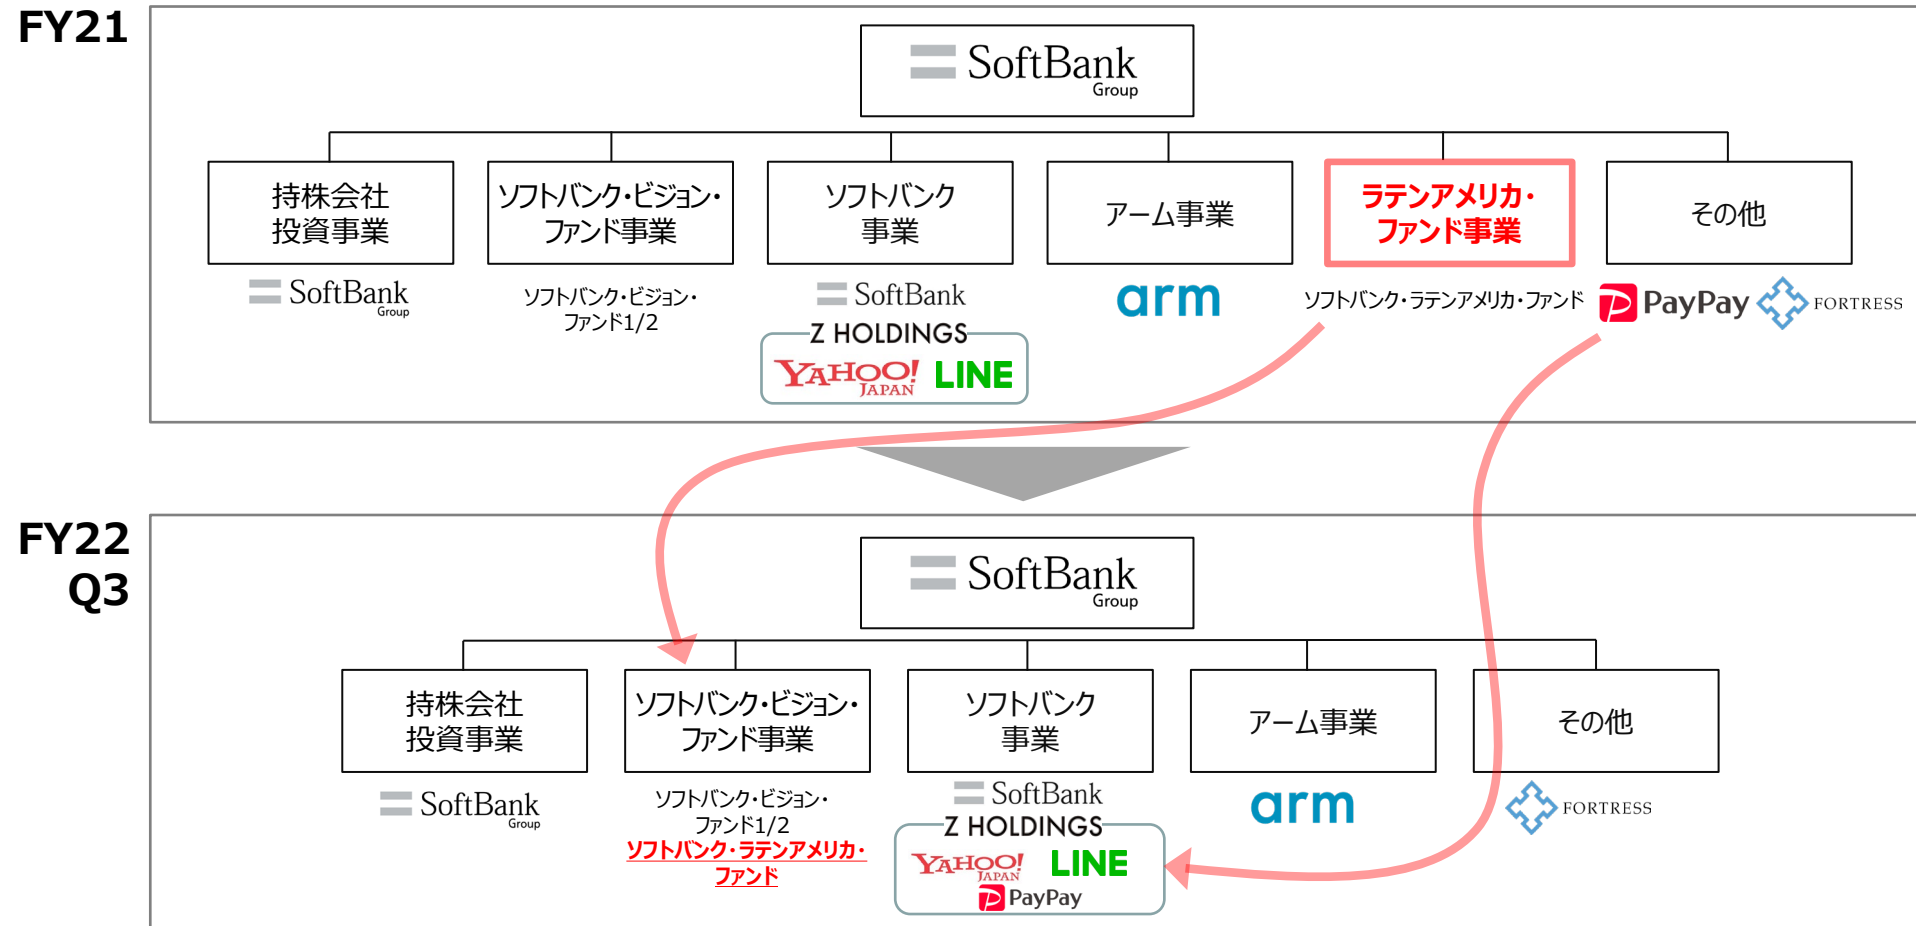 FY21
SoftBank
Group
持株会社
投資事業
ソフトバンク・ビジョン・
ファンド事業
ソフトバンク
事業
アーム事業
ラテンアメリカ・
ファンド事業
その他
SoftBank
Group
ソフトバンク・ビジョン・
ファンド1/2
SoftBank
Z HOLDINGS
YAHOO!
JAPAN
LINE
arm
ソフトバンク・ラテンアメリカ・ファンド
PayPay
FORTRESS
FY22
Q3
SoftBank
Group
持株会社
投資事業
ソフトバンク・ビジョン・
ファンド事業
ソフトバンク
事業
アーム事業
その他
SoftBank
Group
ソフトバンク・ビジョン・
ファンド1/2
ソフトバンク・ラテンアメリカ・
ファンド
SoftBank
Z HOLDINGS
YAHOO!
JAPAN
LINE
PayPay
arm
FORTRESS